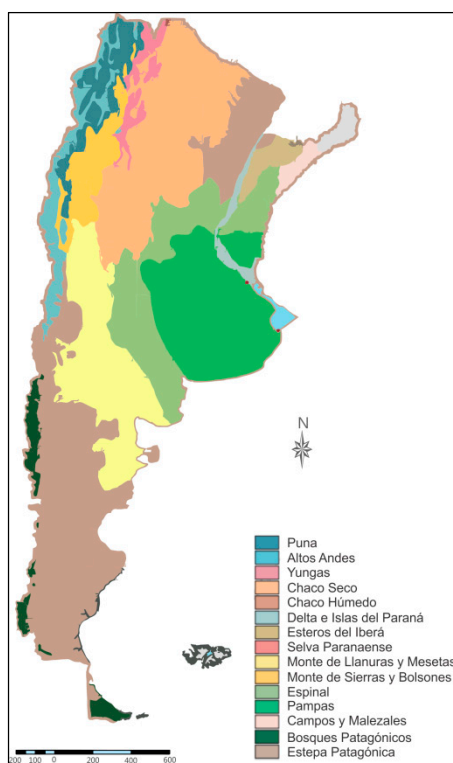 N
Puna
Altos Andes
Yungas
Chaco Seco
Chaco Húmedo
Delta e Islas del Paraná
Esteros del Iberá
Selva Paranaense
Monte de Llanuras y Mesetas
Monte de Sierras y Bolsones
Espinal
Pampas
Campos y Malezales
Bosques Patagónicos
Estepa Patagónica
200 100 0 200 400 600